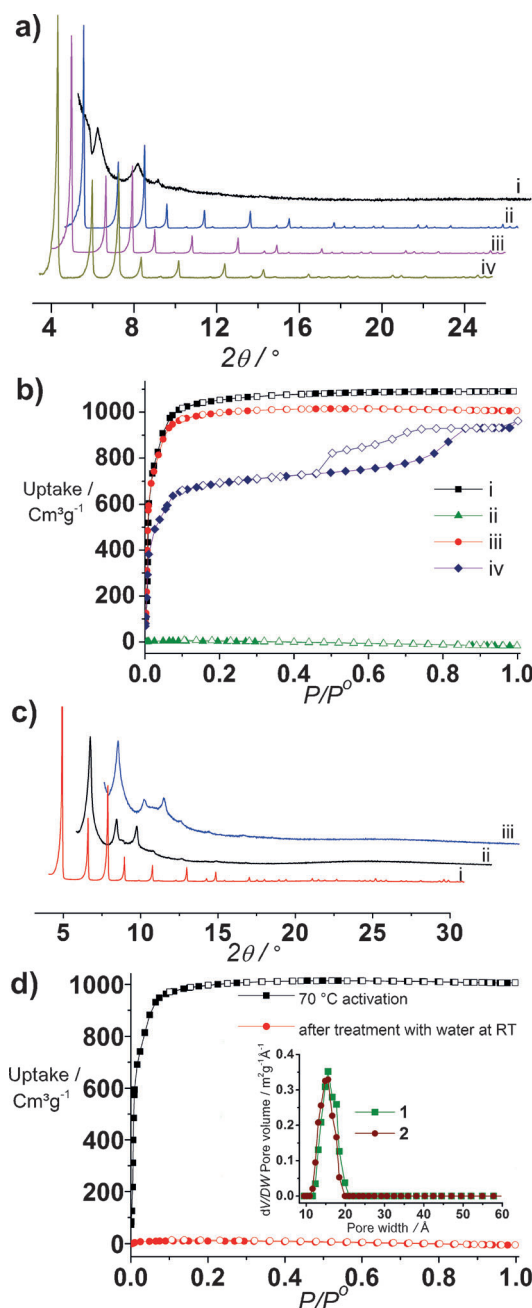 a)
i
ii
iii
iv
4 8 12 16 20 24
2θ / °
b)
1000
800
Uptake /
Cm³g⁻¹
600
400
200
0
i
ii
iii
iv
0.0 0.2 0.4 0.6 0.8 1.0
P/P°
c)
iii
ii
i
5 10 15 20 25 30
2θ / °
d)
1000
800
Uptake /
Cm³g⁻¹
600
400
200
0
70 °C activation
after treatment with water at RT
dV/DW Pore volume / m²g⁻¹Å⁻¹
0.4
0.3
0.2
0.1
0.0
1
2
10 20 30 40 50 60
Pore width / Å
0.0 0.2 0.4 0.6 0.8 1.0
P/P°